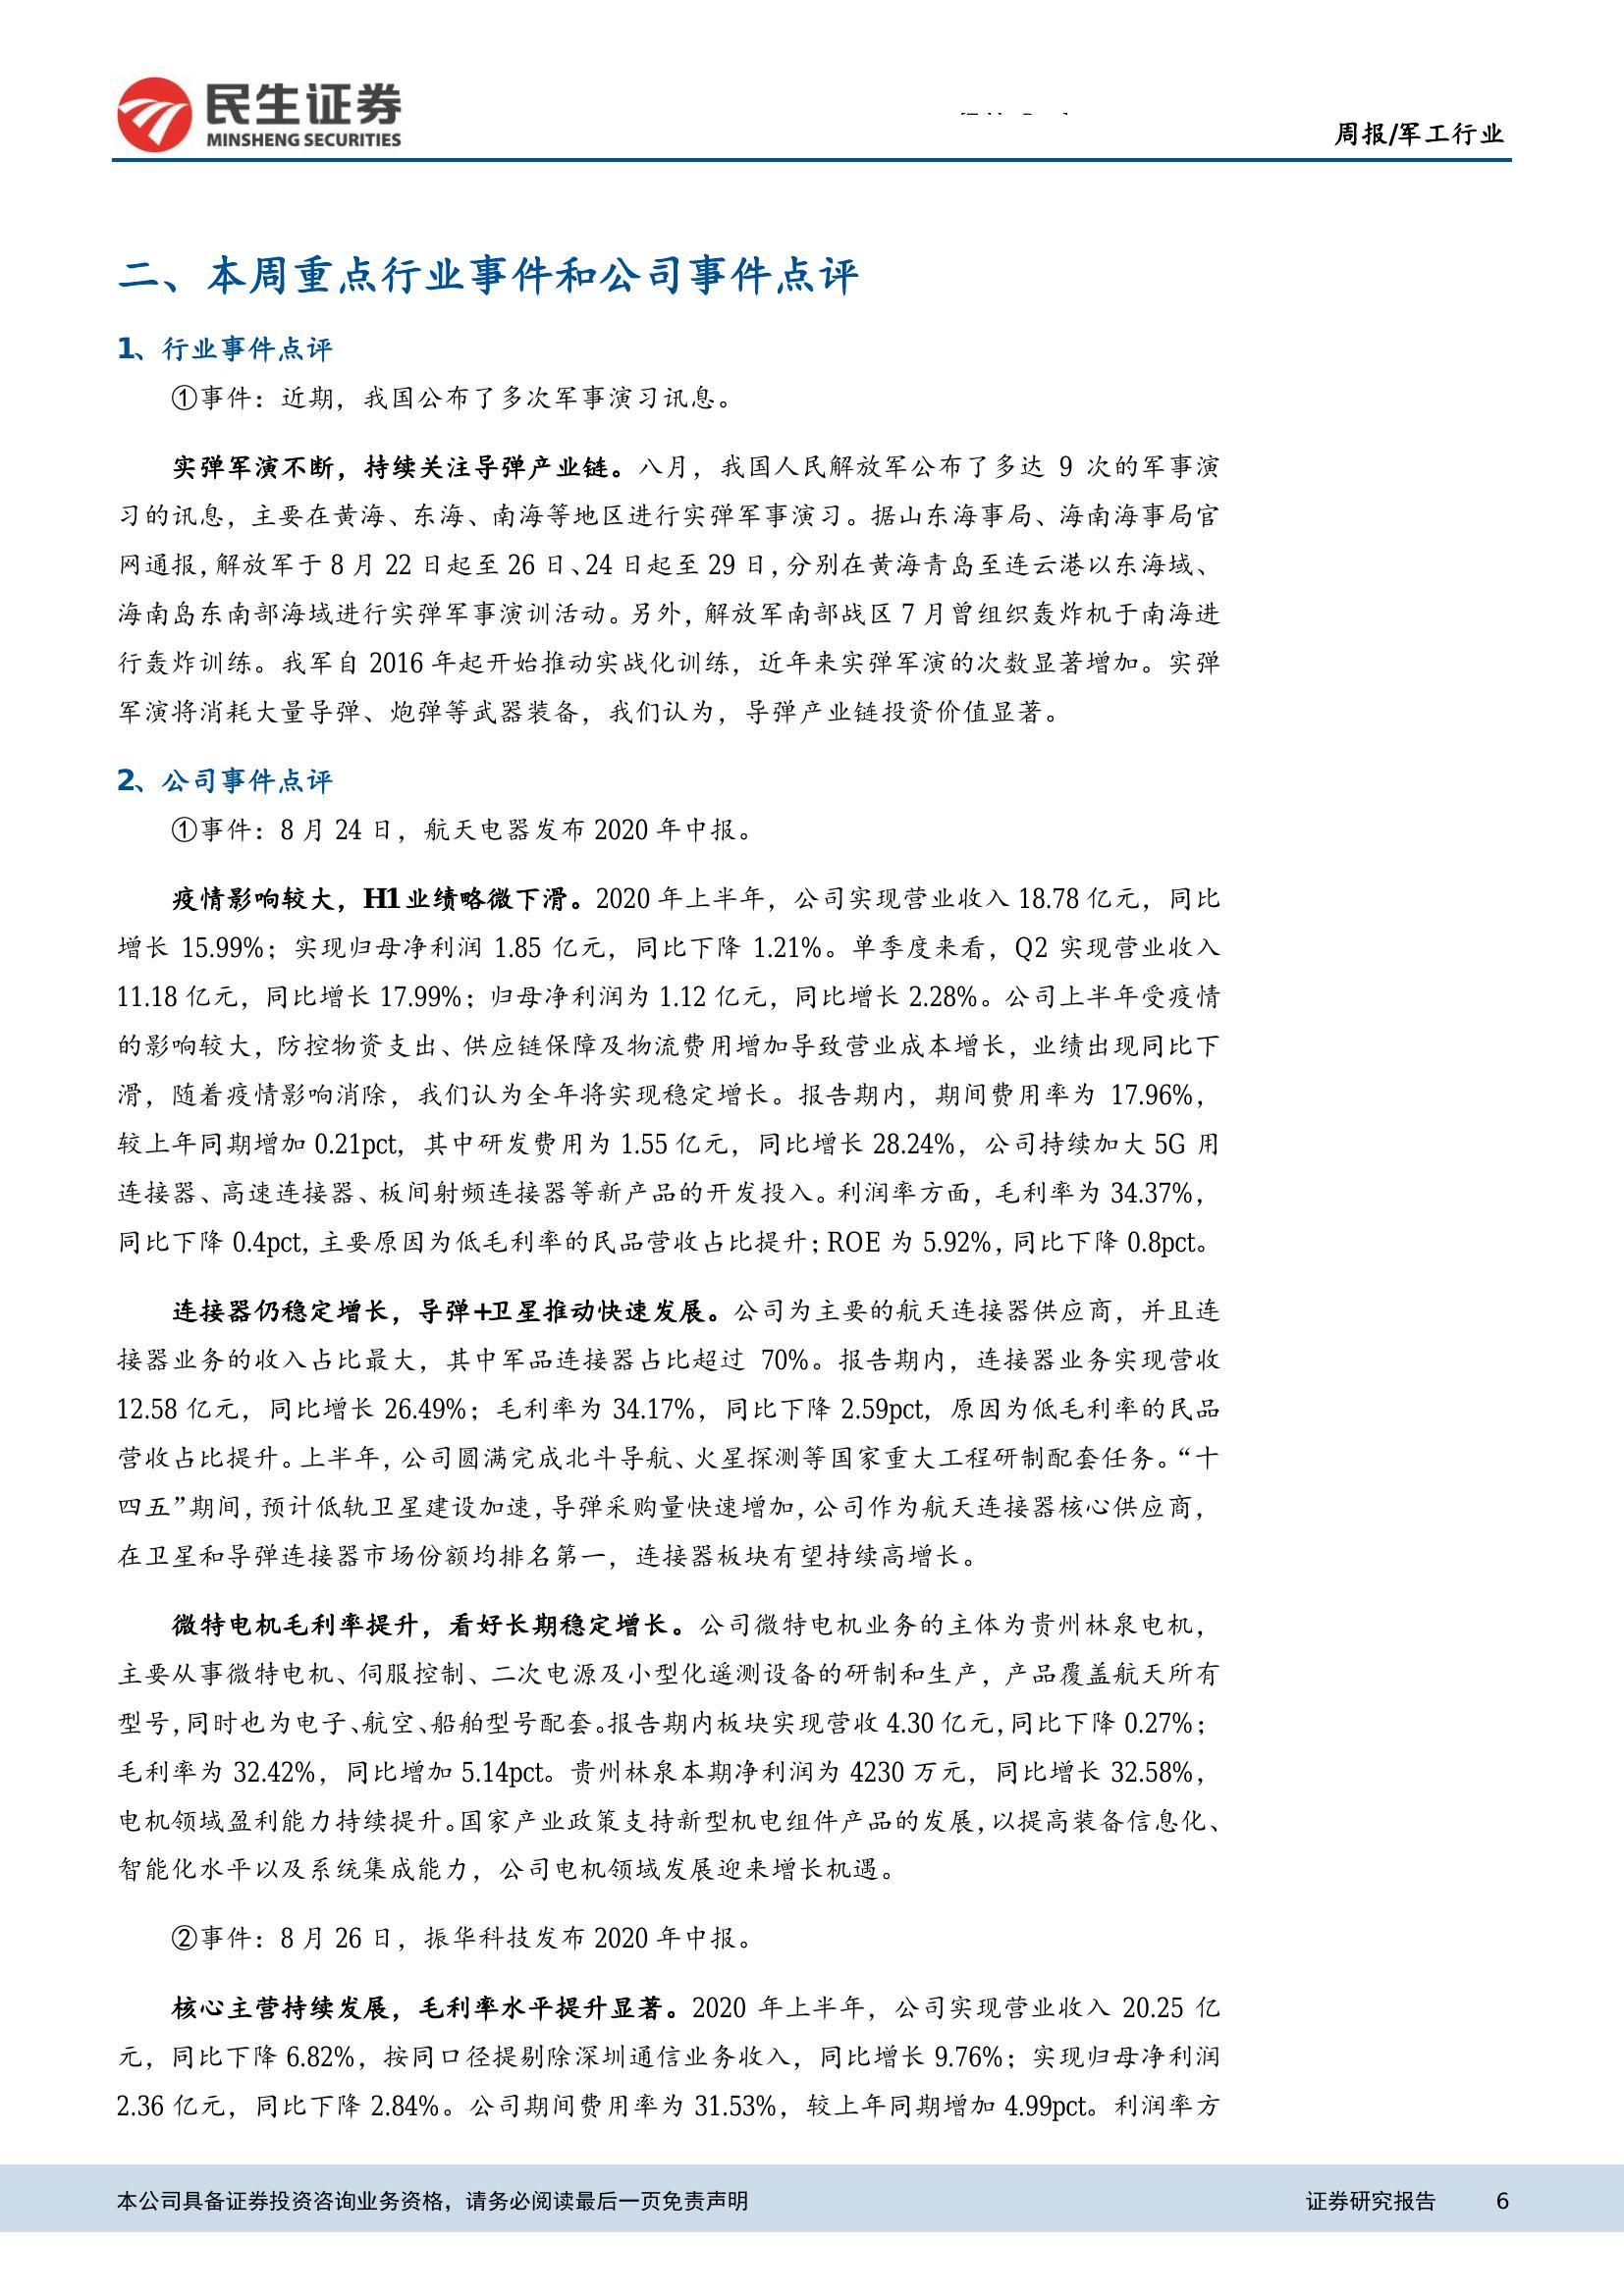 民生证券
MINSHENG SECURITIES
周报/军工行业
二、本周重点行业事件和公司事件点评
1、行业事件点评
①事件：近期，我国公布了多次军事演习讯息。
实弹军演不断，持续关注导弹产业链。八月，我国人民解放军公布了多达 9 次的军事演
习的讯息，主要在黄海、东海、南海等地区进行实弹军事演习。据山东海事局、海南海事局官
网通报，解放军于 8 月 22 日起至 26 日、24 日起至 29 日，分别在黄海青岛至连云港以东海域、
海南岛东南部海域进行实弹军事演训活动。另外，解放军南部战区 7 月曾组织轰炸机于南海进
行轰炸训练。我军自 2016 年起开始推动实战化训练，近年来实弹军演的次数显著增加。实弹
军演将消耗大量导弹、炮弹等武器装备，我们认为，导弹产业链投资价值显著。
2、公司事件点评
①事件：8 月 24 日，航天电器发布 2020 年中报。
疫情影响较大，H1 业绩略微下滑。2020 年上半年，公司实现营业收入 18.78 亿元，同比
增长 15.99%；实现归母净利润 1.85 亿元，同比下降 1.21%。单季度来看，Q2 实现营业收入
11.18 亿元，同比增长 17.99%；归母净利润为 1.12 亿元，同比增长 2.28%。公司上半年受疫情
的影响较大，防控物资支出、供应链保障及物流费用增加导致营业成本增长，业绩出现同比下
滑，随着疫情影响消除，我们认为全年将实现稳定增长。报告期内，期间费用率为 17.96%，
较上年同期增加 0.21pct，其中研发费用为 1.55 亿元，同比增长 28.24%，公司持续加大 5G 用
连接器、高速连接器、板间射频连接器等新产品的开发投入。利润率方面，毛利率为 34.37%，
同比下降 0.4pct，主要原因为低毛利率的民品营收占比提升；ROE 为 5.92%，同比下降 0.8pct。
连接器仍稳定增长，导弹+卫星推动快速发展。公司为主要的航天连接器供应商，并且连
接器业务的收入占比最大，其中军品连接器占比超过 70%。报告期内，连接器业务实现营收
12.58 亿元，同比增长 26.49%；毛利率为 34.17%，同比下降 2.59pct，原因为低毛利率的民品
营收占比提升。上半年，公司圆满完成北斗导航、火星探测等国家重大工程研制配套任务。“十
四五”期间，预计低轨卫星建设加速，导弹采购量快速增加，公司作为航天连接器核心供应商，
在卫星和导弹连接器市场份额均排名第一，连接器板块有望持续高增长。
微特电机毛利率提升，看好长期稳定增长。公司微特电机业务的主体为贵州林泉电机，
主要从事微特电机、伺服控制、二次电源及小型化遥测设备的研制和生产，产品覆盖航天所有
型号，同时也为电子、航空、船舶型号配套。报告期内板块实现营收 4.30 亿元，同比下降 0.27%；
毛利率为 32.42%，同比增加 5.14pct。贵州林泉本期净利润为 4230 万元，同比增长 32.58%，
电机领域盈利能力持续提升。国家产业政策支持新型机电组件产品的发展，以提高装备信息化、
智能化水平以及系统集成能力，公司电机领域发展迎来增长机遇。
②事件：8 月 26 日，振华科技发布 2020 年中报。
核心主营持续发展，毛利率水平提升显著。2020 年上半年，公司实现营业收入 20.25 亿
元，同比下降 6.82%，按同口径提剔除深圳通信业务收入，同比增长 9.76%；实现归母净利润
2.36 亿元，同比下降 2.84%。公司期间费用率为 31.53%，较上年同期增加 4.99pct。利润率方
本公司具备证券投资咨询业务资格，请务必阅读最后一页免责声明
证券研究报告 6